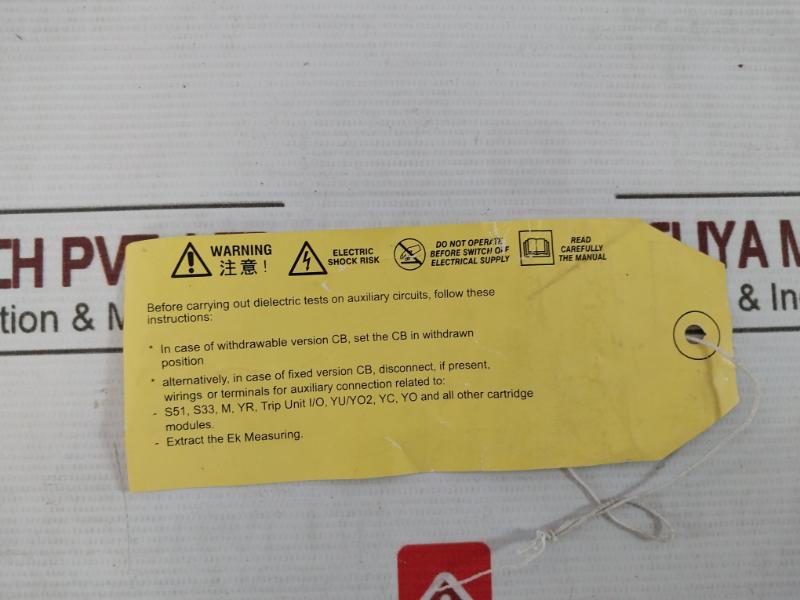 CH PVT
tion & M
TIYA M
& In
WARNING
注意！
ELECTRIC
SHOCK RISK
DO NOT OPERATE
BEFORE SWITCH OFF
ELECTRICAL SUPPLY
READ
CAREFULLY
THE MANUAL
Before carrying out dielectric tests on auxiliary circuits, follow these
instructions:
* In case of withdrawable version CB, set the CB in withdrawn
position
* alternatively, in case of fixed version CB, disconnect, if present,
wirings or terminals for auxiliary connection related to:
- S51, S33, M, YR, Trip Unit I/O, YU/YO2, YC, YO and all other cartridge
modules.
- Extract the Ek Measuring.